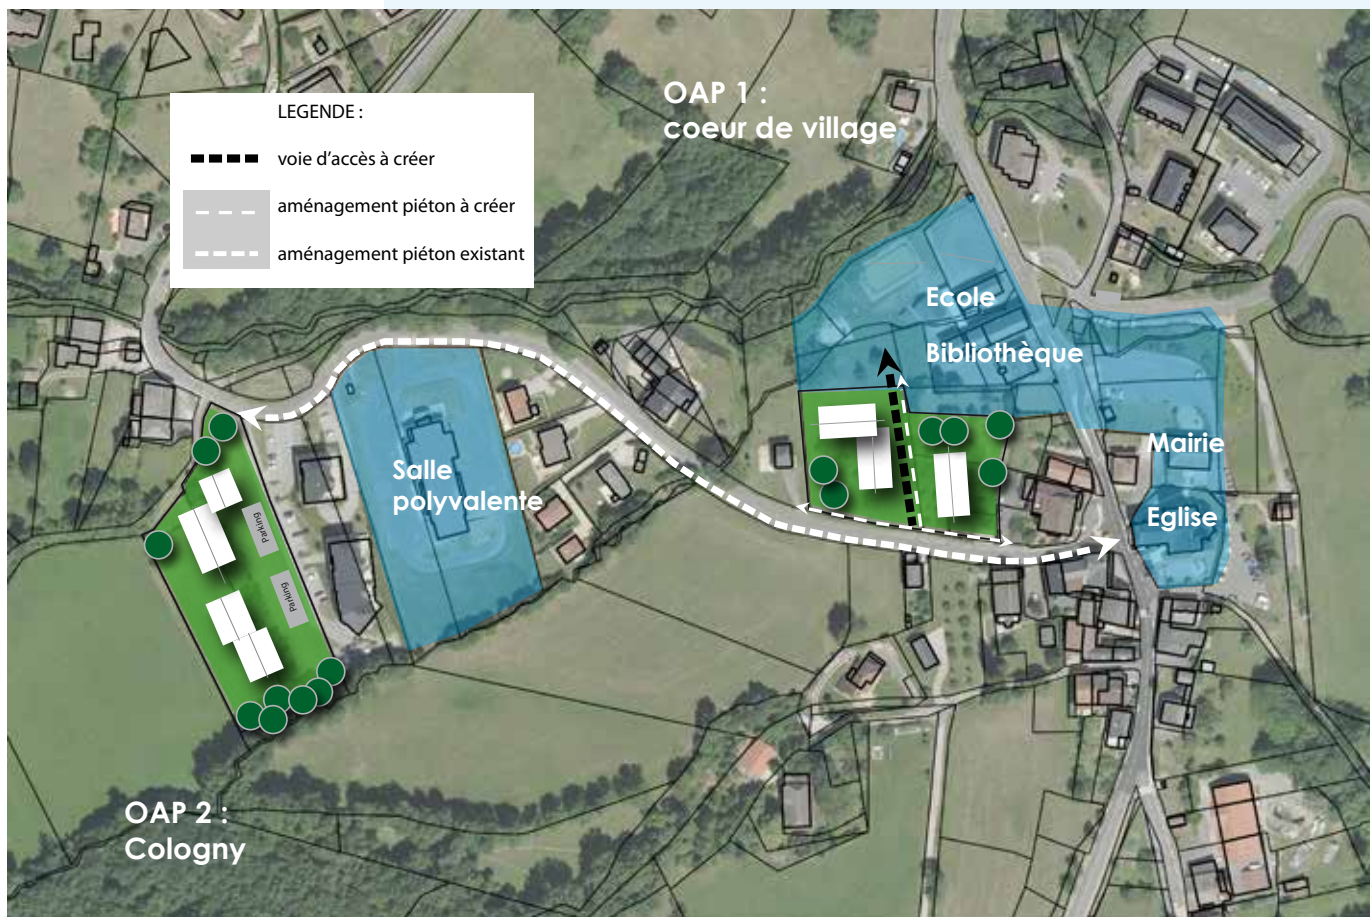 OAP 1 :
coeur de village
LEGENDE :
voie d'accès à créer
aménagement piéton à créer
aménagement piéton existant
Ecole
Bibliothèque
Mairie
Eglise
Salle
polyvalente
Parking
Parking
OAP 2 :
Cologny